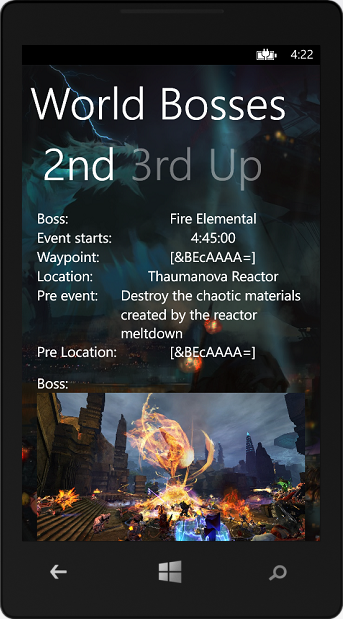 4:22
World Bosses
2nd 3rd Up
Boss: Fire Elemental
Event starts: 4:45:00
Waypoint: [&BEcAAAA=]
Location: Thaumanova Reactor
Pre event: Destroy the chaotic materials
created by the reactor
meltdown
Pre Location: [&BEcAAAA=]
Boss: